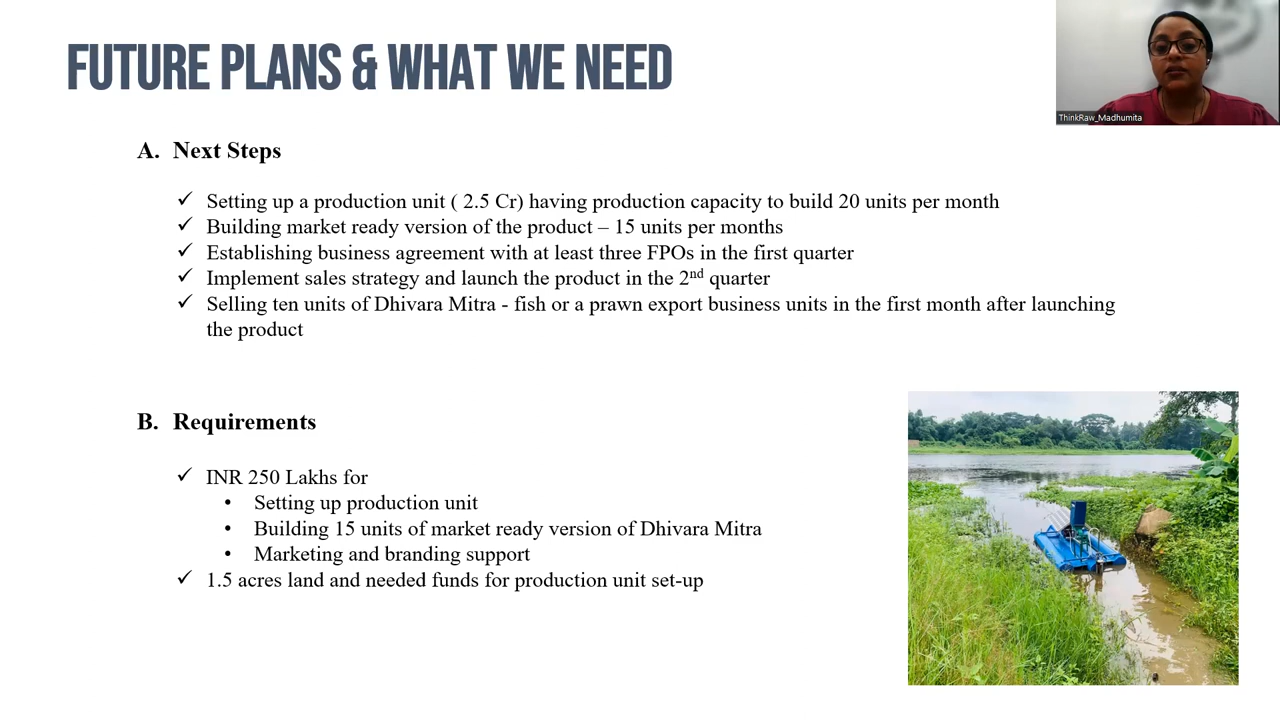 FUTURE PLANS & WHAT WE NEED
ThinkRaw_Madhumita
A. Next Steps
✓ Setting up a production unit ( 2.5 Cr) having production capacity to build 20 units per month
✓ Building market ready version of the product – 15 units per months
✓ Establishing business agreement with at least three FPOs in the first quarter
✓ Implement sales strategy and launch the product in the 2nd quarter
✓ Selling ten units of Dhivara Mitra - fish or a prawn export business units in the first month after launching
the product
B. Requirements
✓ INR 250 Lakhs for
• Setting up production unit
• Building 15 units of market ready version of Dhivara Mitra
• Marketing and branding support
✓ 1.5 acres land and needed funds for production unit set-up